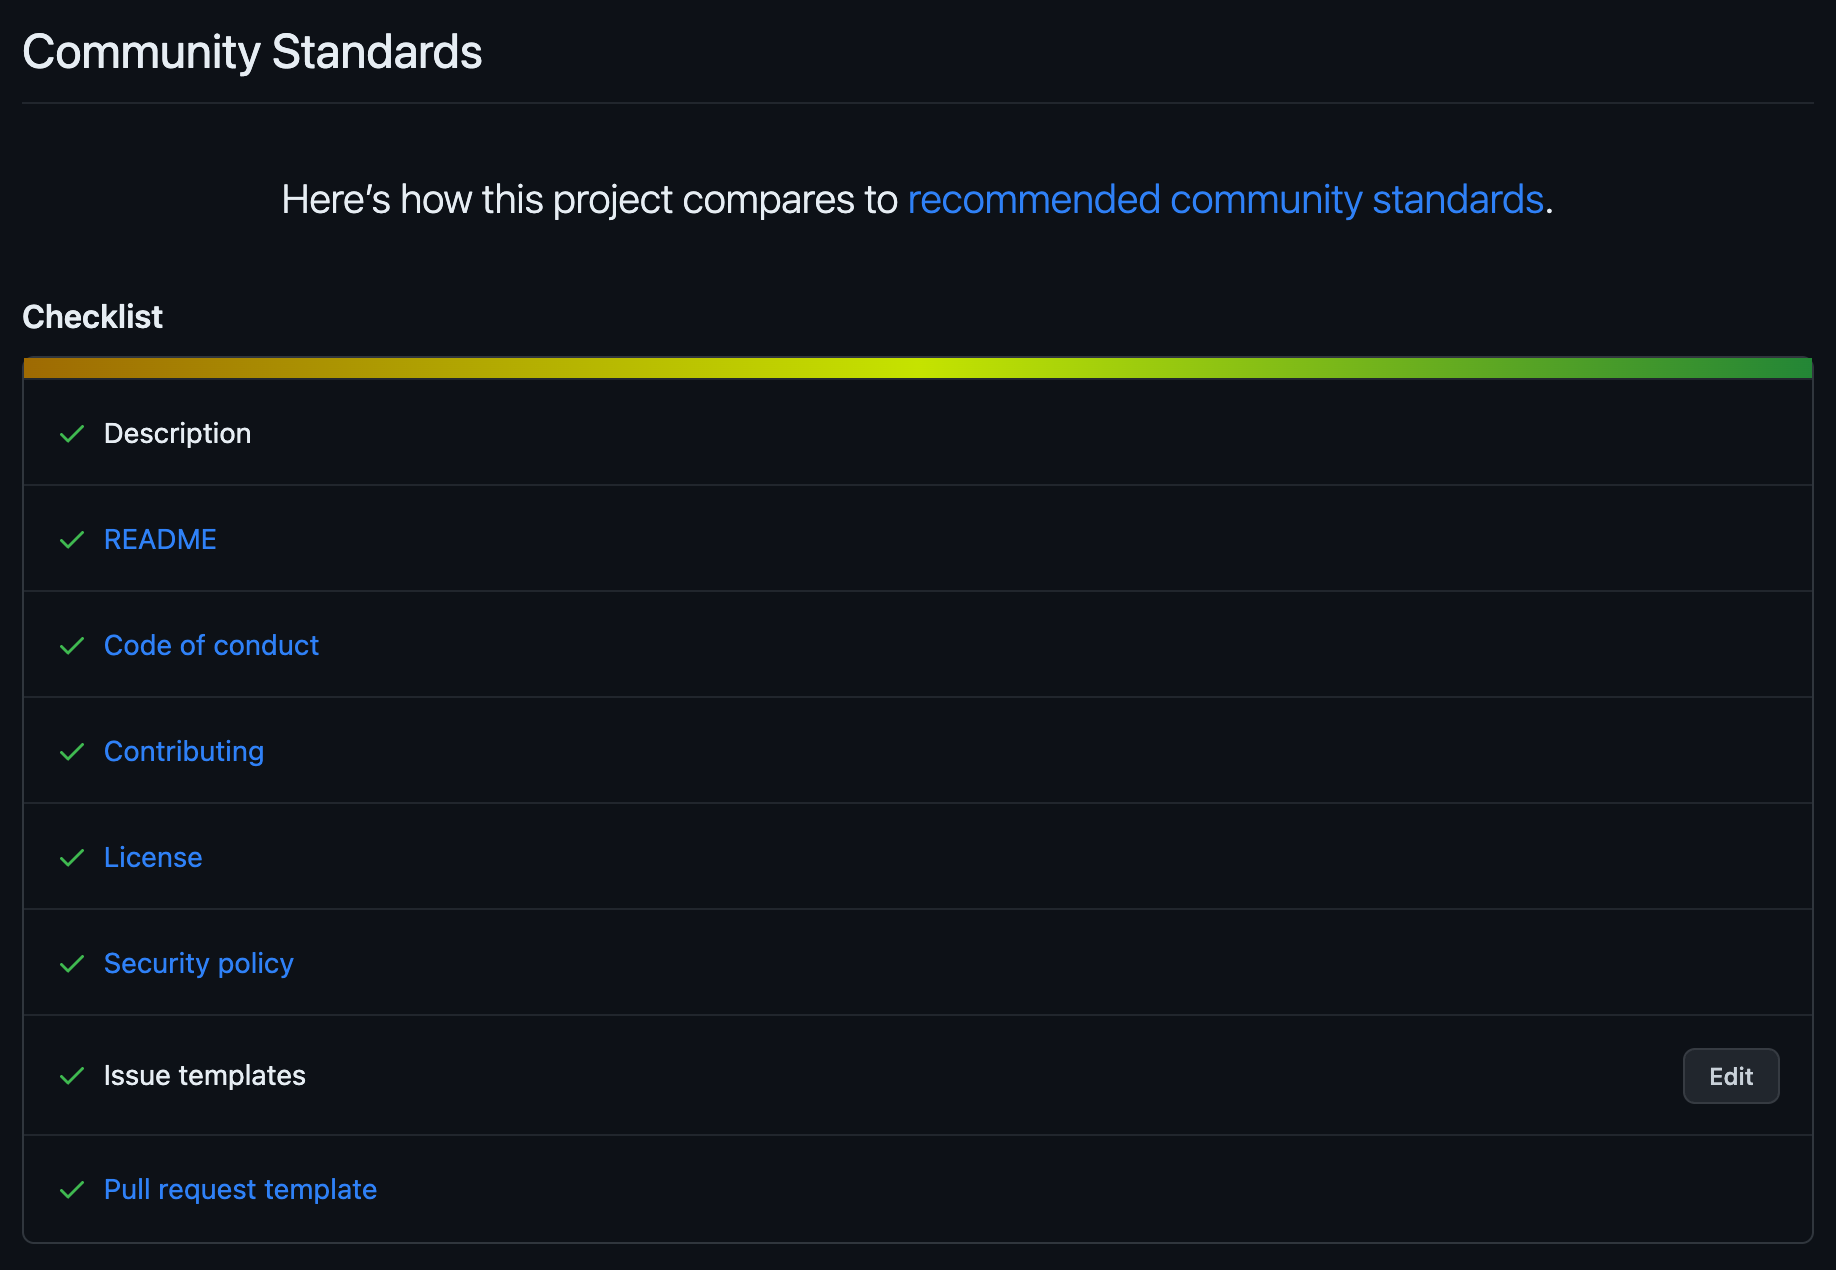 Community Standards
Here’s how this project compares to recommended community standards.
Checklist
Description
README
Code of conduct
Contributing
License
Security policy
Issue templates
Edit
Pull request template